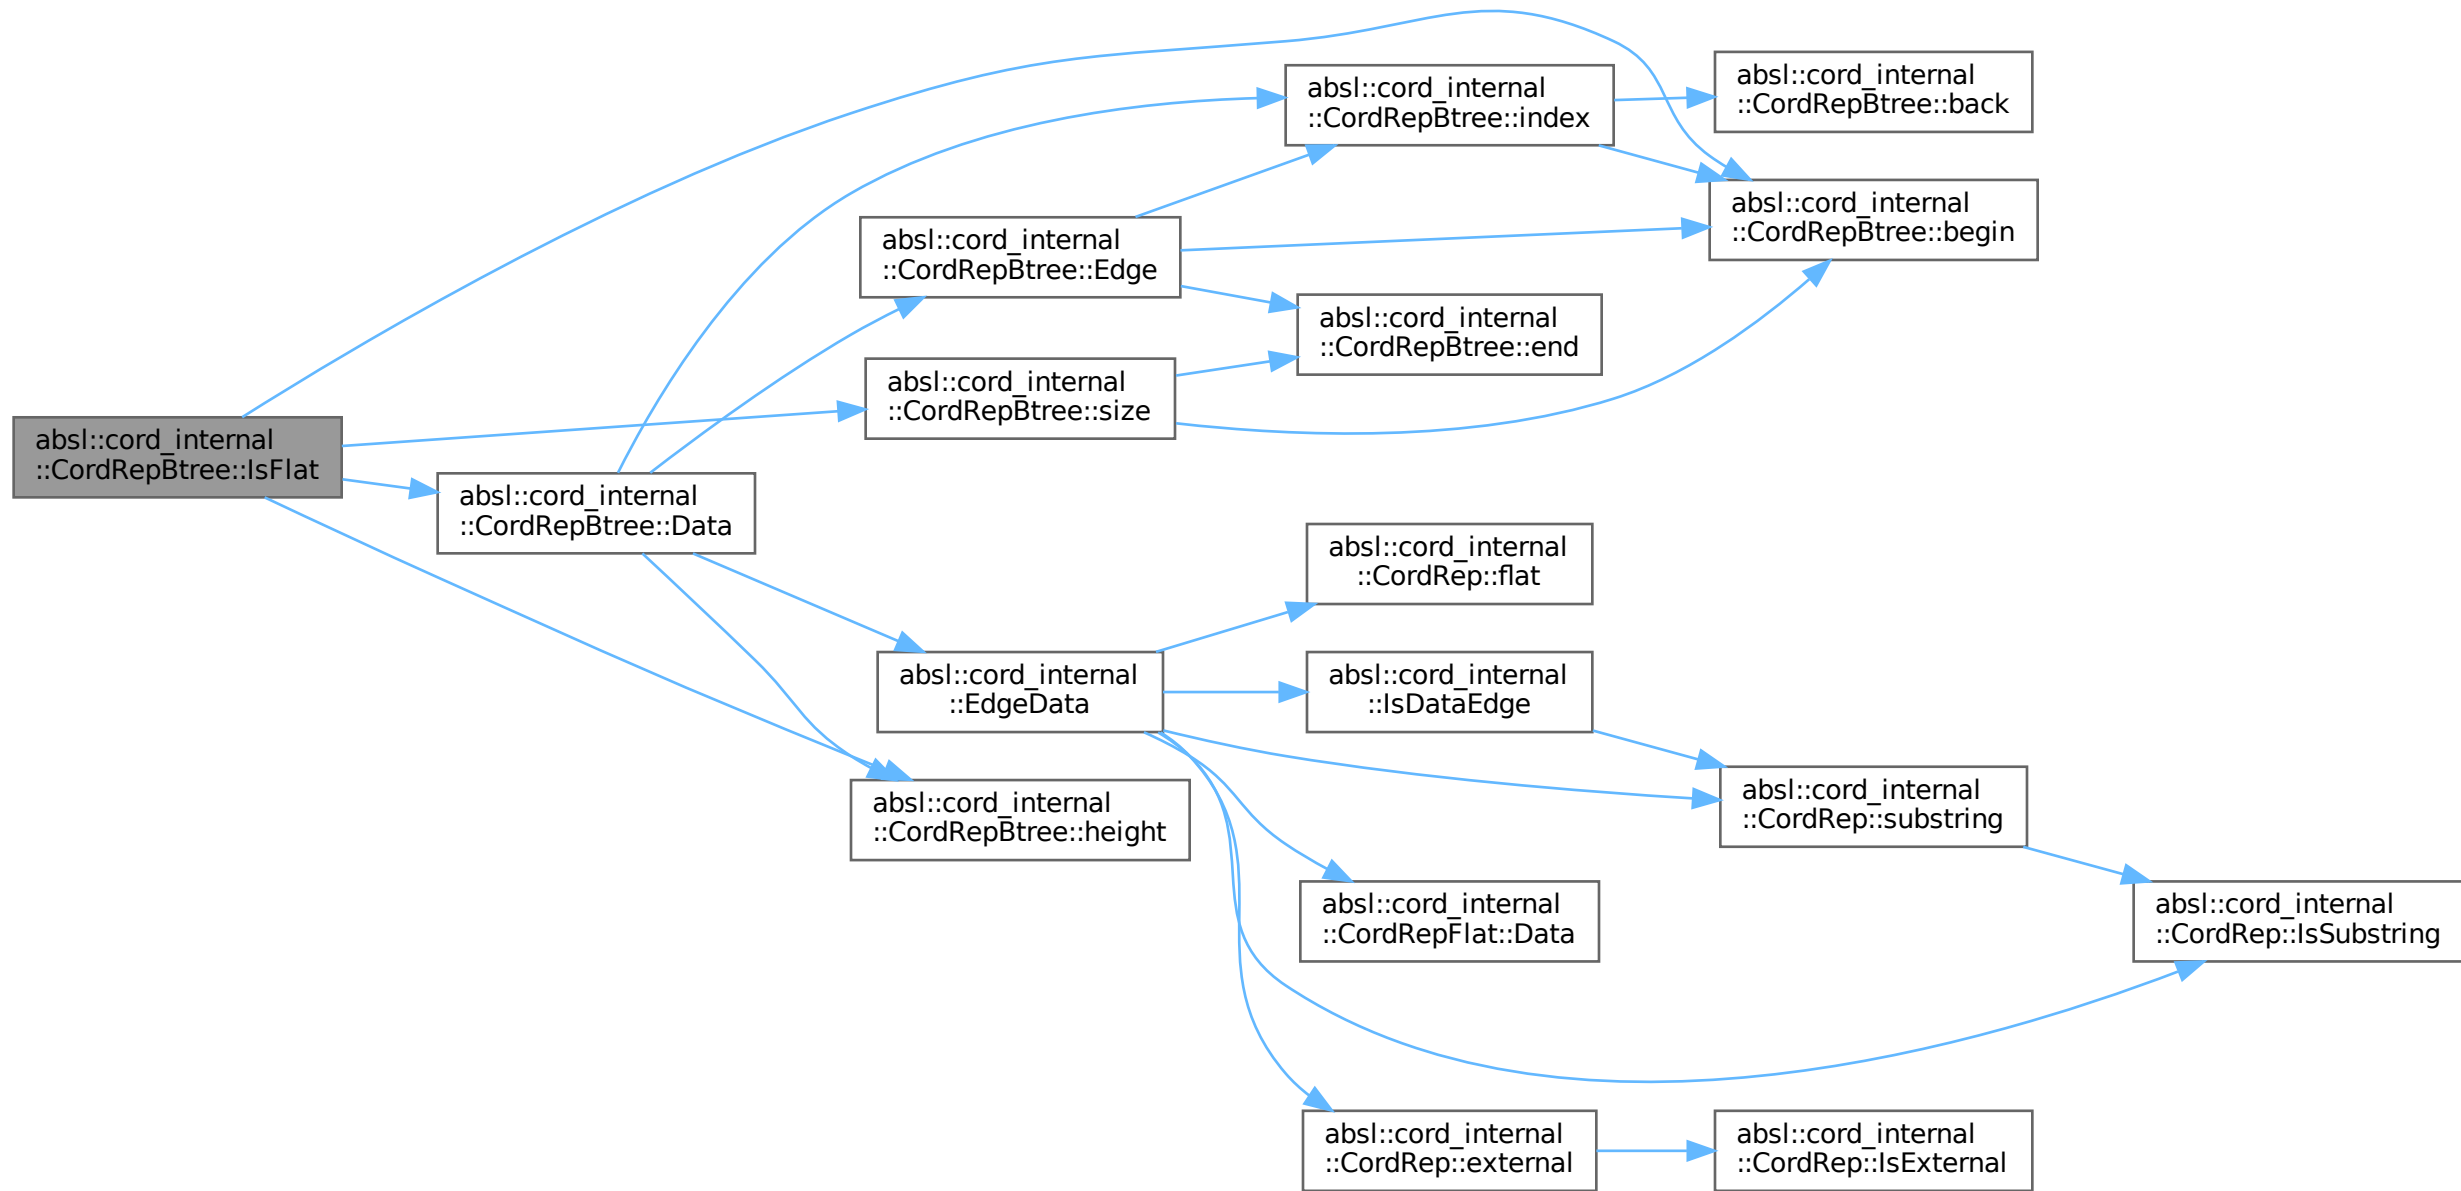 absl::cord_internal
::CordRepBtree::IsFlat
absl::cord_internal
::CordRepBtree::Data
absl::cord_internal
::CordRepBtree::Edge
absl::cord_internal
::CordRepBtree::size
absl::cord_internal
::EdgeData
absl::cord_internal
::CordRepBtree::height
absl::cord_internal
::CordRepBtree::index
absl::cord_internal
::CordRepBtree::end
absl::cord_internal
::CordRep::flat
absl::cord_internal
::IsDataEdge
absl::cord_internal
::CordRepFlat::Data
absl::cord_internal
::CordRep::external
absl::cord_internal
::CordRepBtree::back
absl::cord_internal
::CordRepBtree::begin
absl::cord_internal
::CordRep::substring
absl::cord_internal
::CordRep::IsExternal
absl::cord_internal
::CordRep::IsSubstring